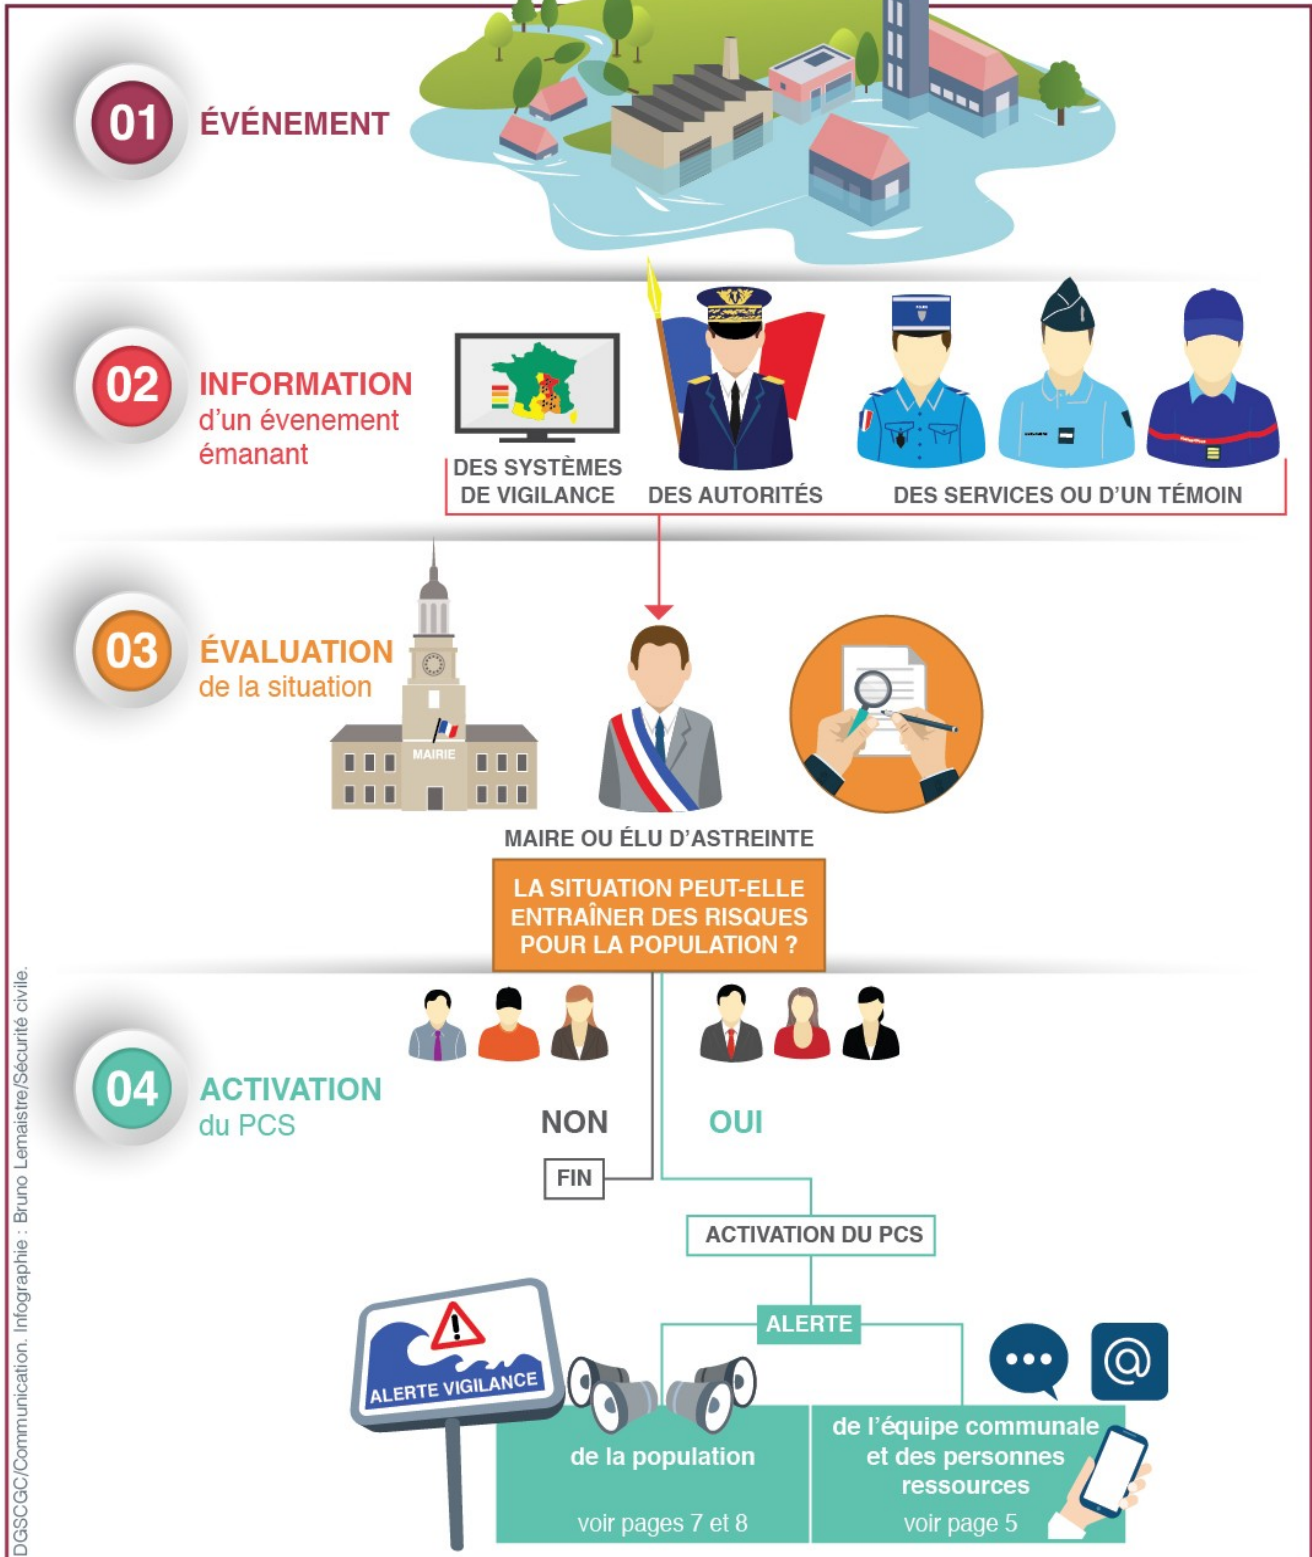 01
ÉVÉNEMENT
02
INFORMATION
d'un évenement
émanant
DES SYSTÈMES
DE VIGILANCE
DES AUTORITÉS
DES SERVICES OU D'UN TÉMOIN
03
ÉVALUATION
de la situation
MAIRIE
MAIRE OU ÉLU D'ASTREINTE
LA SITUATION PEUT-ELLE
ENTRAÎNER DES RISQUES
POUR LA POPULATION ?
04
ACTIVATION
du PCS
NON
OUI
FIN
ACTIVATION DU PCS
ALERTE
ALERTE VIGILANCE
@
de la population
voir pages 7 et 8
de l'équipe communale
et des personnes
ressources
voir page 5
DGSCGC/Communication. Infographie : Bruno Lemaistre/Sécurité civile.